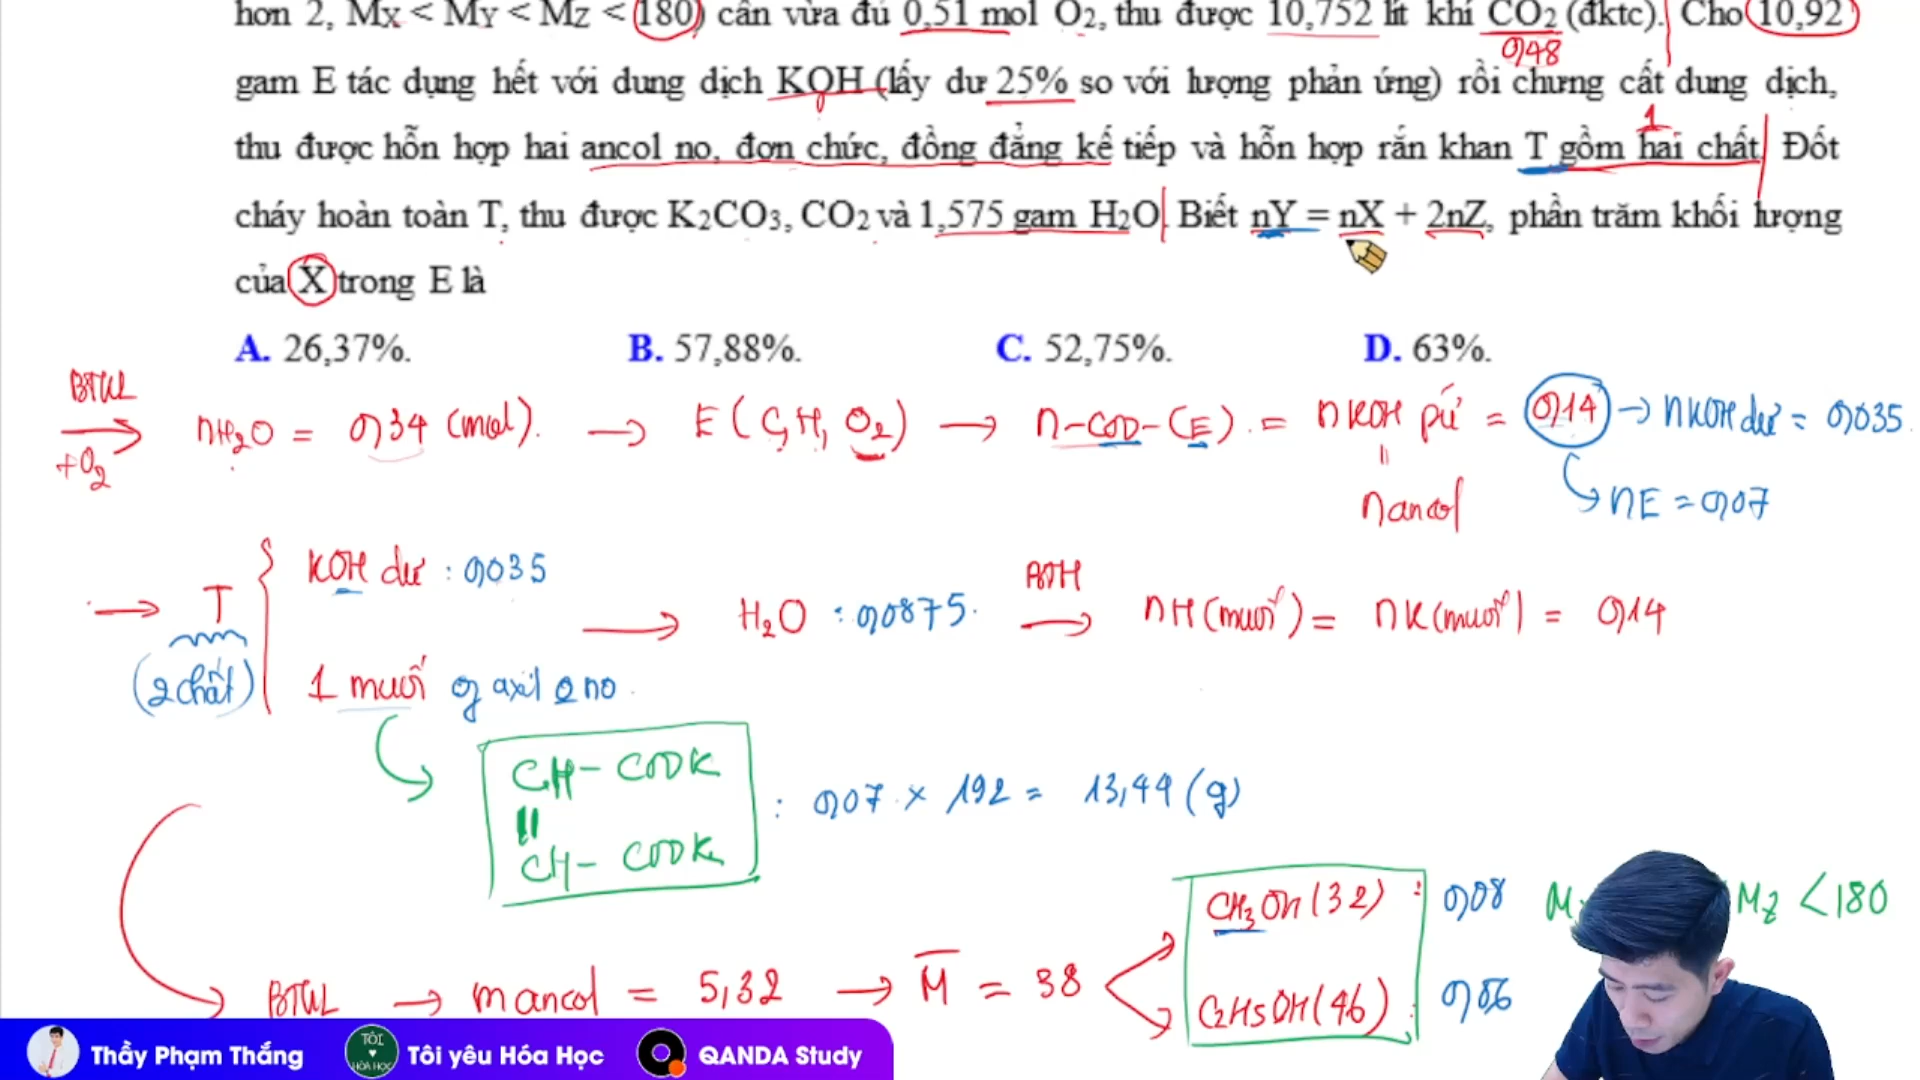 hơn 2, MX < MY < MZ < 180) cần vừa đủ 0,51 mol O2, thu được 10,752 lít khí CO2 (đktc). Cho 10,92
0,48
gam E tác dụng hết với dung dịch KOH (lấy dư 25% so với lượng phản ứng) rồi chưng cất dung dịch,
1
thu được hỗn hợp hai ancol no, đơn chức, đồng đẳng kế tiếp và hỗn hợp rắn khan T gồm hai chất. Đốt
cháy hoàn toàn T, thu được K2CO3, CO2 và 1,575 gam H2O. Biết nY = nX + 2nZ, phần trăm khối lượng
của X trong E là
A. 26,37%. B. 57,88%. C. 52,75%. D. 63%.
BTKL
+O2
nH2O = 0,34 (mol). → E (C,H, O2) → n-COO-(E) = nKOH pứ = 0,14 → nKOH dư = 0,035
=
nancol
nE = 0,07
→ T
(2 chất)
KOH dư : 0,035
→ H2O : 0,0875.
BTH
→ nH(muối) = nK(muối) = 0,14
1 muối of axit 2 no
CH - COOK
||
CH - COOK
: 0,07 × 192 = 13,44 (g)
CH3OH (32) : 0,08
MZ < 180
BTKL → mancol = 5,32 → M = 38
C2H5OH (46) : 0,06
Thầy Phạm Thắng
TÔI ♥ HÓA HỌC
Tôi yêu Hóa Học
QANDA Study